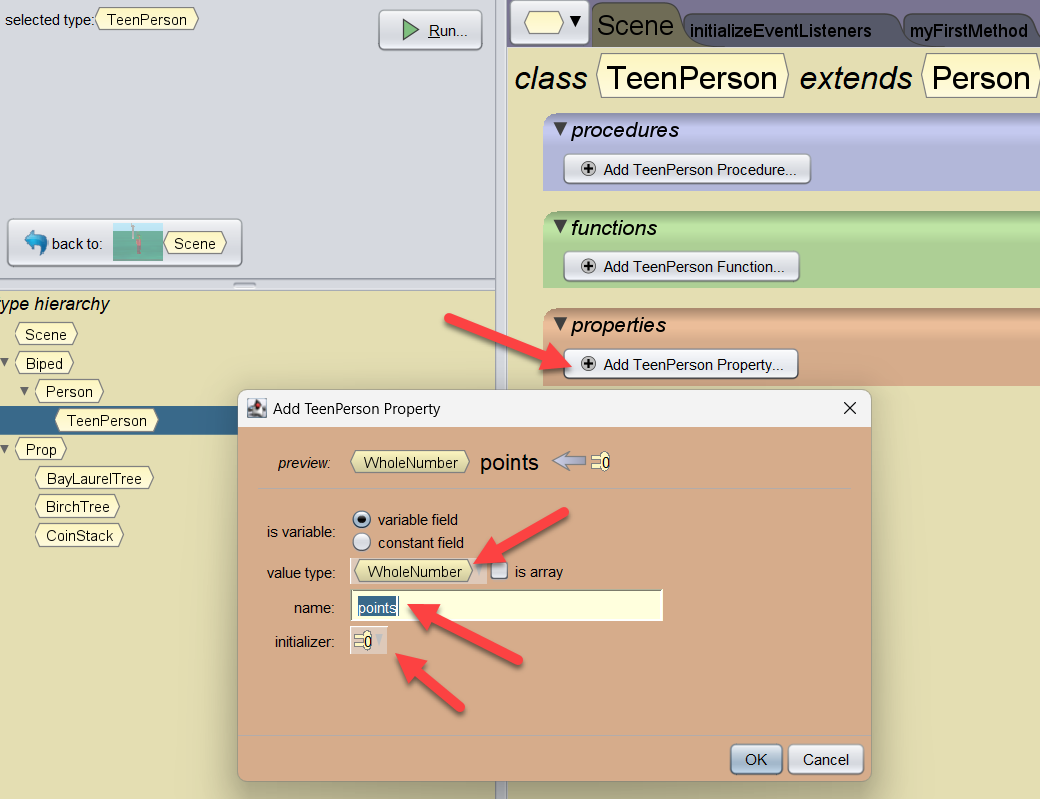 selected type: TeenPerson
Run...
back to: Scene
ype hierarchy
Scene
Biped
Person
TeenPerson
Prop
BayLaurelTree
BirchTree
CoinStack
Scene initializeEventListeners myFirstMethod
class TeenPerson extends Person
procedures
Add TeenPerson Procedure...
functions
Add TeenPerson Function...
properties
Add TeenPerson Property...
Add TeenPerson Property
preview: WholeNumber points =0
is variable: variable field
constant field
value type: WholeNumber is array
name: points
initializer: =0
OK Cancel